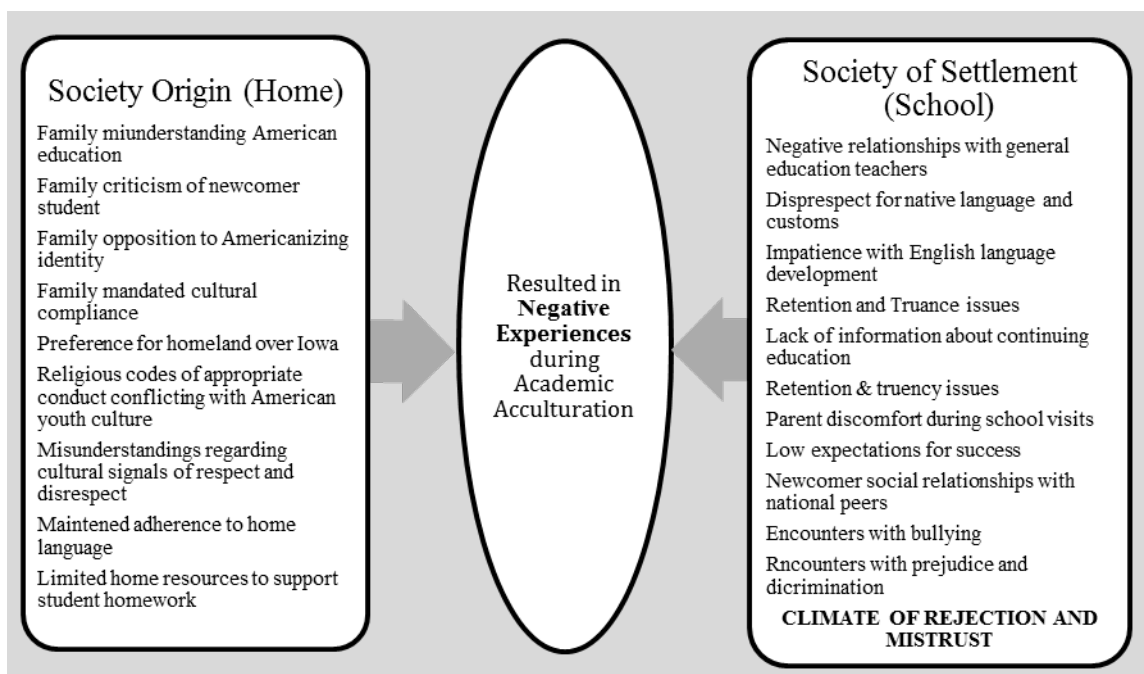 Society Origin (Home)
Family miunderstanding American
education
Family criticism of newcomer
student
Family opposition to Americanizing
identity
Family mandated cultural
compliance
Preference for homeland over Iowa
Religious codes of appropriate
conduct conflicting with American
youth culture
Misunderstandings regarding
cultural signals of respect and
disrespect
Maintened adherence to home
language
Limited home resources to support
student homework
Resulted in
Negative
Experiences
during
Academic
Acculturation
Society of Settlement
(School)
Negative relationships with general
education teachers
Disprespect for native language and
customs
Impatience with English language
development
Retention and Truance issues
Lack of information about continuing
education
Retention & truency issues
Parent discomfort during school visits
Low expectations for success
Newcomer social relationships with
national peers
Encounters with bullying
Rncounters with prejudice and
dicrimination
CLIMATE OF REJECTION AND
MISTRUST